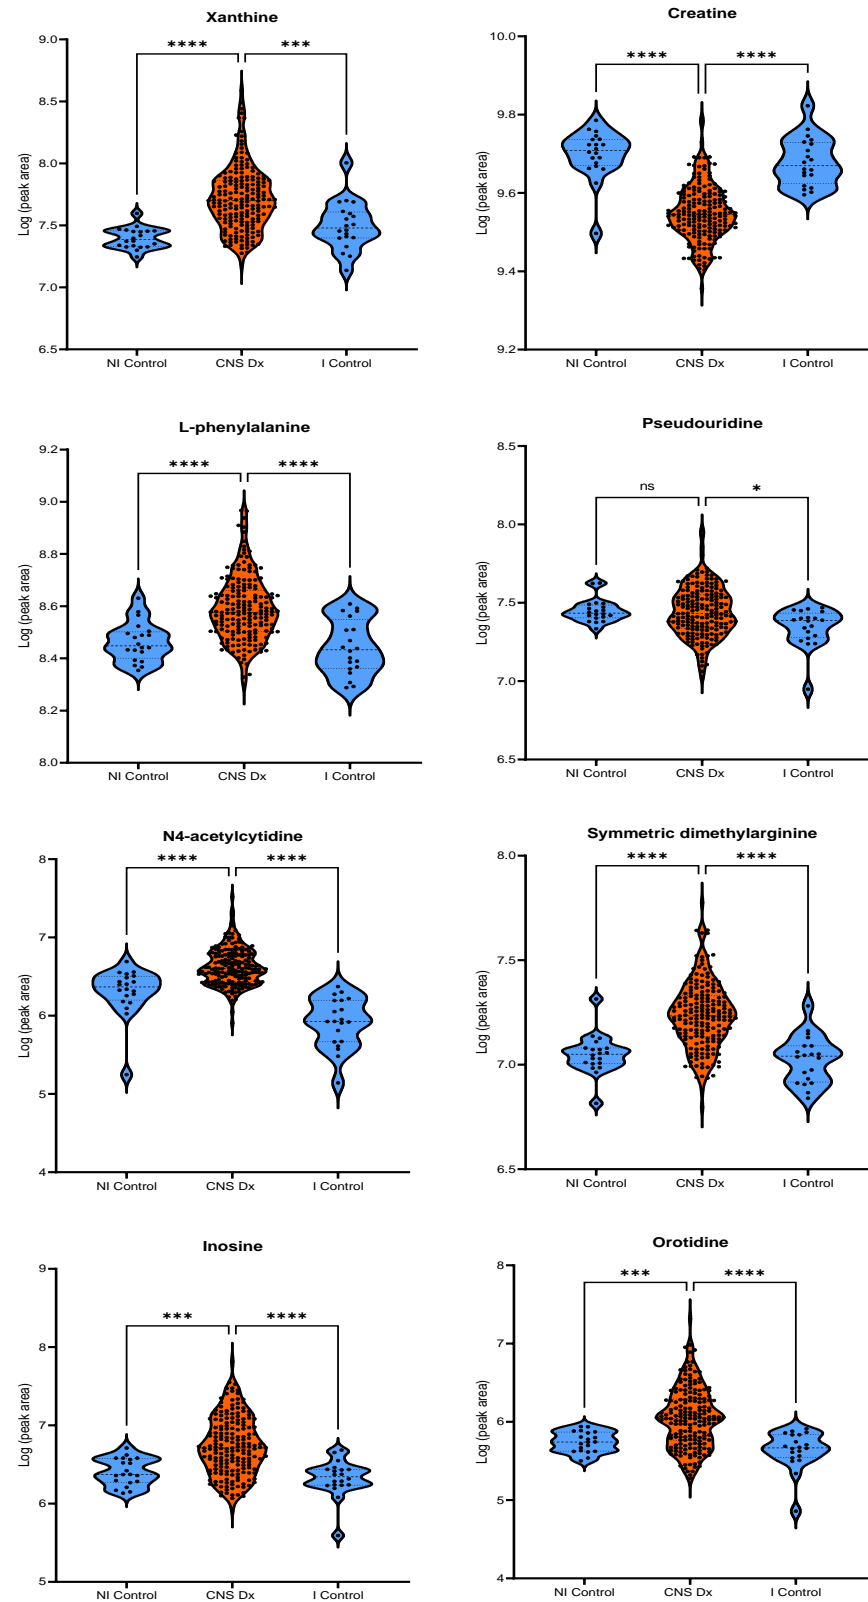 Xanthine
**** ***
Log (peak area)
9.0
8.5
8.0
7.5
7.0
6.5
NI Control CNS Dx I Control
Creatine
**** ****
Log (peak area)
10.0
9.8
9.6
9.4
9.2
NI Control CNS Dx I Control
L-phenylalanine
**** ****
Log (peak area)
9.2
9.0
8.8
8.6
8.4
8.2
8.0
NI Control CNS Dx I Control
Pseudouridine
ns *
Log (peak area)
8.5
8.0
7.5
7.0
6.5
NI Control CNS Dx I Control
N4-acetylcytidine
**** ****
Log (peak area)
8
7
6
5
4
NI Control CNS Dx I Control
Symmetric dimethylarginine
**** ****
Log (peak area)
8.0
7.5
7.0
6.5
NI Control CNS Dx I Control
Inosine
*** ****
Log (peak area)
9
8
7
6
5
NI Control CNS Dx I Control
Orotidine
*** ****
Log (peak area)
8
7
6
5
4
NI Control CNS Dx I Control